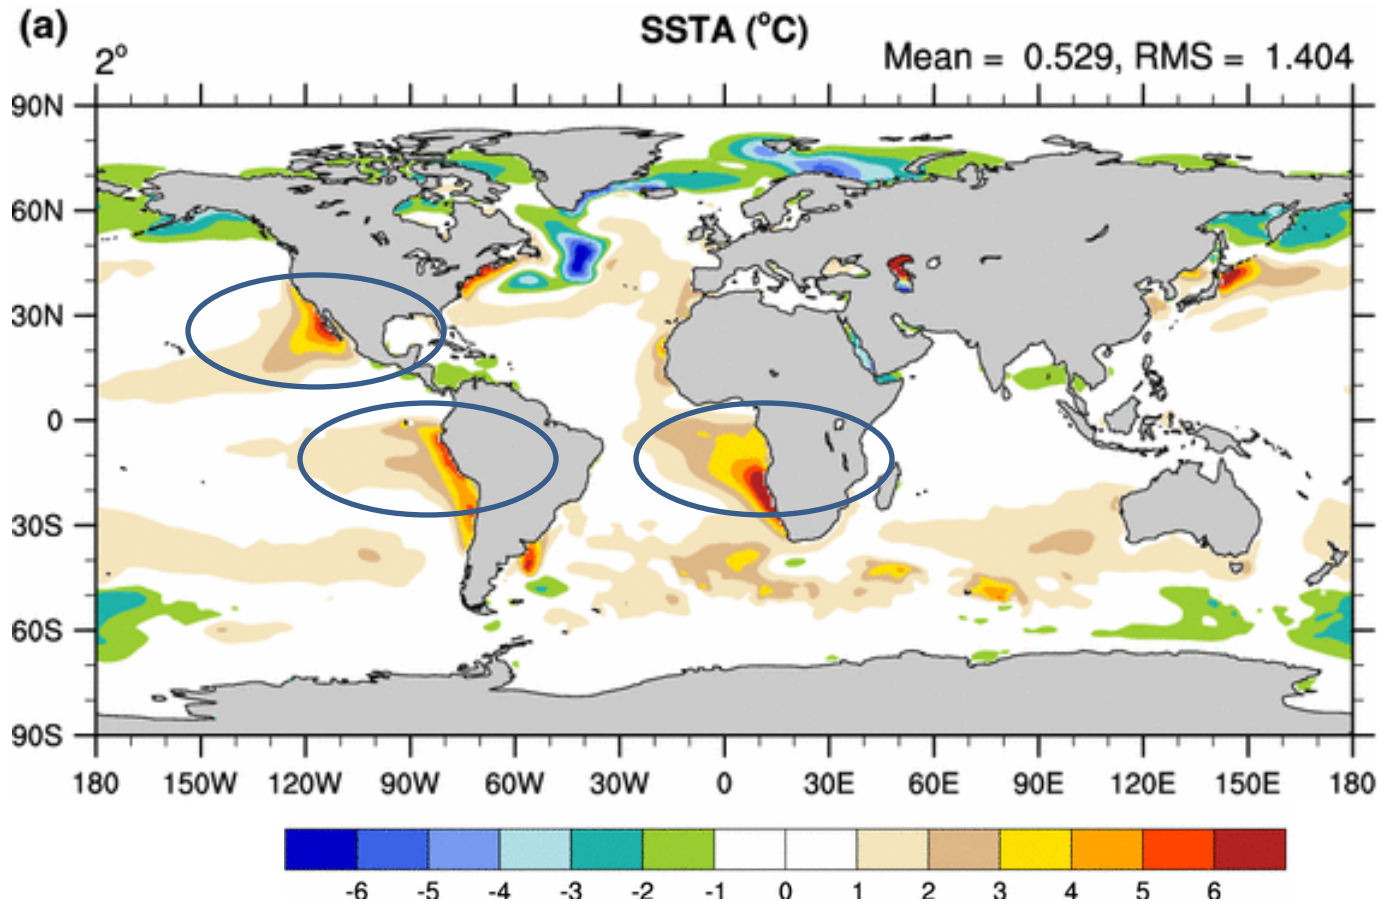 (a)
SSTA (°C)
2°
Mean = 0.529, RMS = 1.404
90N
60N
30N
0
30S
60S
90S
180 150W 120W 90W 60W 30W 0 30E 60E 90E 120E 150E 180
-6 -5 -4 -3 -2 -1 0 1 2 3 4 5 6